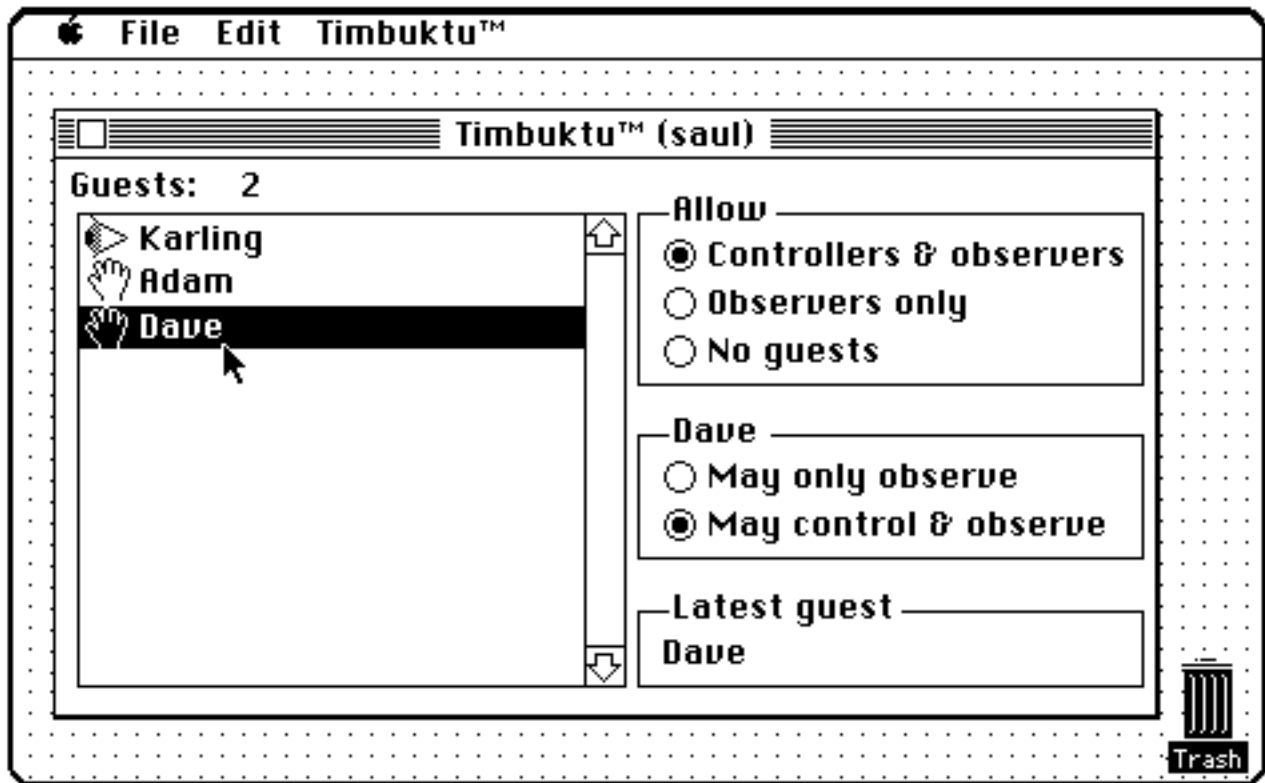 File Edit Timbuktu™
Timbuktu™ (saul)
Guests: 2
Karling
Adam
Dave
Allow
Controllers & observers
Observers only
No guests
Dave
May only observe
May control & observe
Latest guest
Dave
Trash